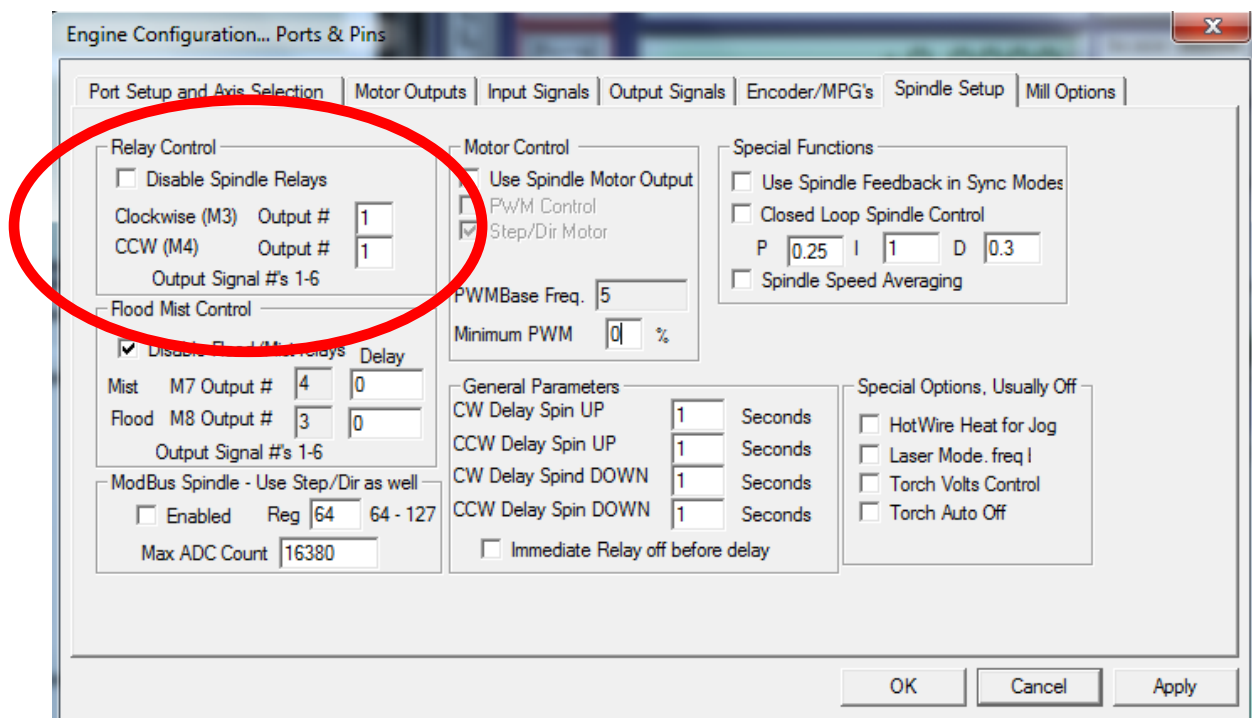 Engine Configuration... Ports & Pins
Port Setup and Axis Selection Motor Outputs Input Signals Output Signals Encoder/MPG's Spindle Setup Mill Options
Relay Control
Disable Spindle Relays
Clockwise (M3) Output # 1
CCW (M4) Output # 1
Output Signal #'s 1-6
Flood Mist Control
Disable Flood/Mist relays Delay
Mist M7 Output # 4 0
Flood M8 Output # 3 0
Output Signal #'s 1-6
ModBus Spindle - Use Step/Dir as well
Enabled Reg 64 64 - 127
Max ADC Count 16380
Motor Control
Use Spindle Motor Output
PWM Control
Step/Dir Motor
PWMBase Freq. 5
Minimum PWM 0 %
General Parameters
CW Delay Spin UP 1 Seconds
CCW Delay Spin UP 1 Seconds
CW Delay Spind DOWN 1 Seconds
CCW Delay Spin DOWN 1 Seconds
Immediate Relay off before delay
Special Functions
Use Spindle Feedback in Sync Modes
Closed Loop Spindle Control
P 0.25 I 1 D 0.3
Spindle Speed Averaging
Special Options, Usually Off
HotWire Heat for Jog
Laser Mode. freq I
Torch Volts Control
Torch Auto Off
OK Cancel Apply